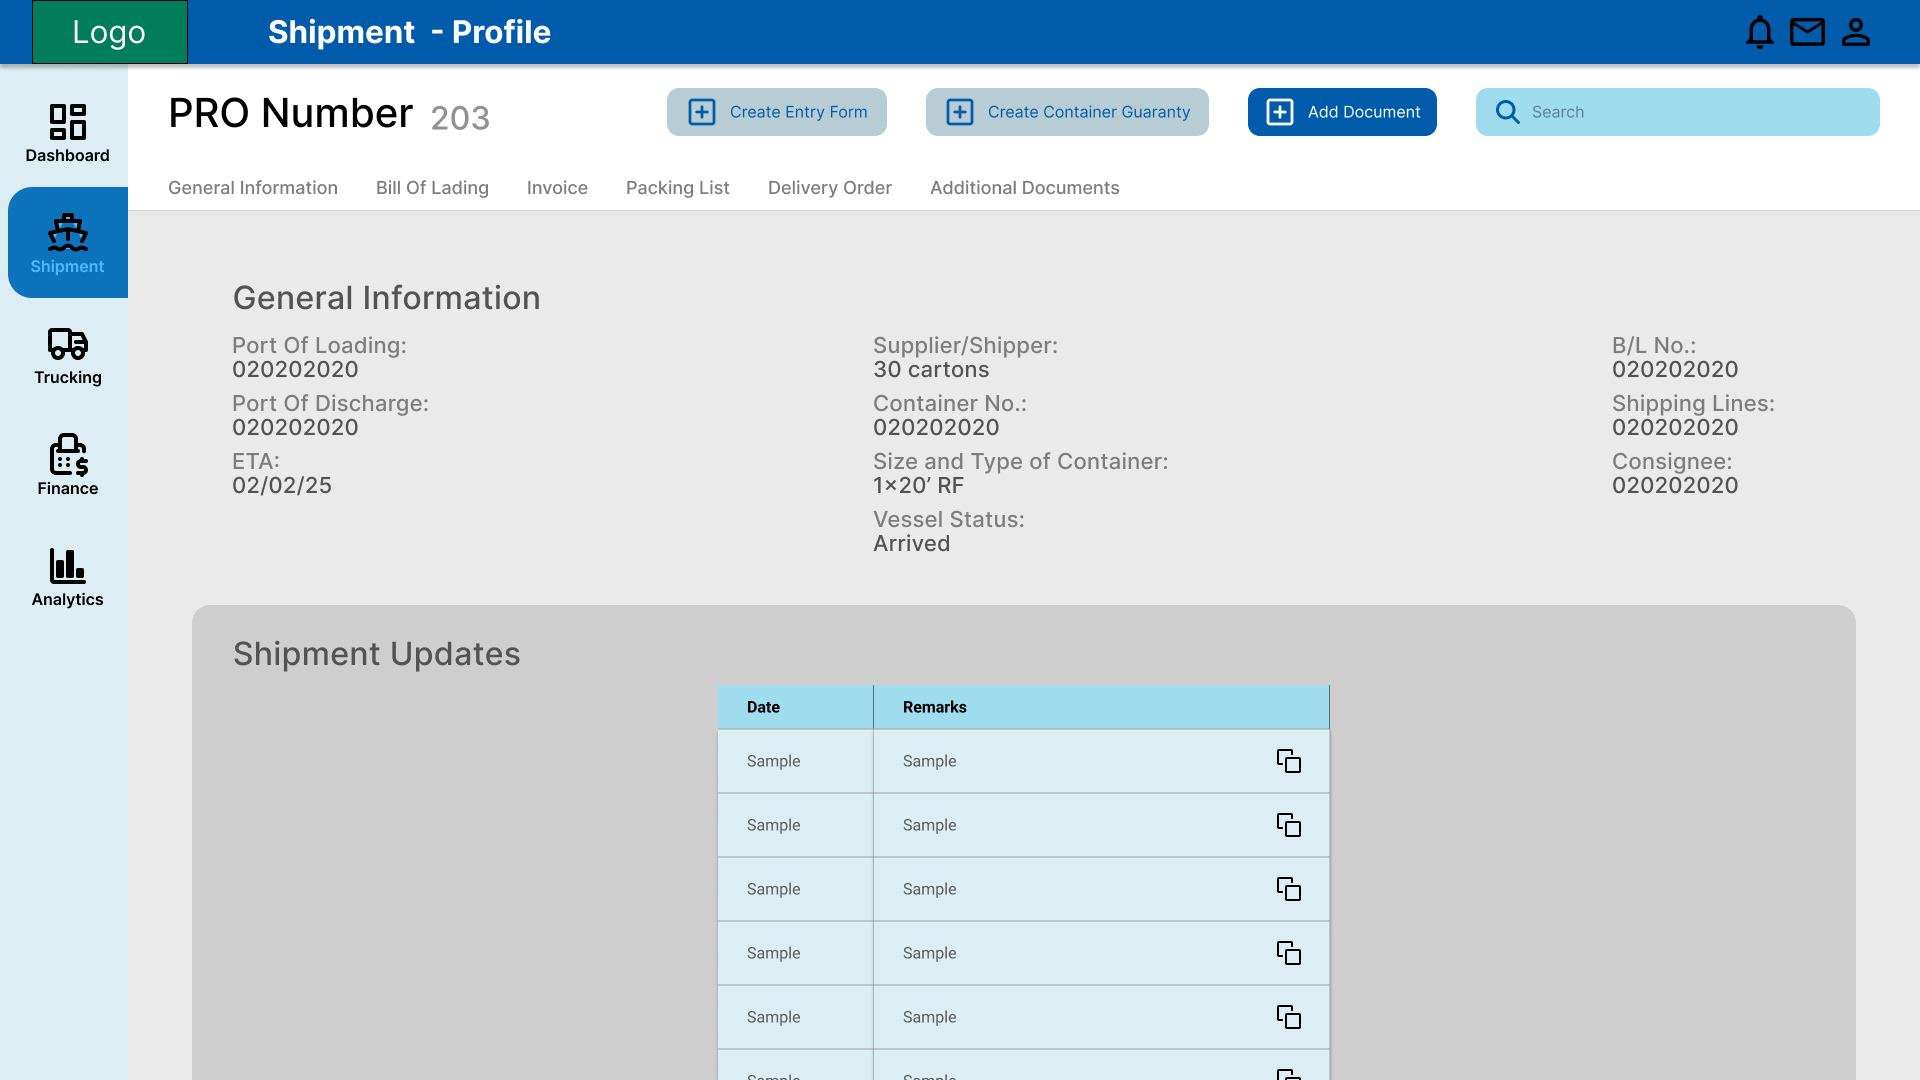 Logo
Shipment - Profile
Dashboard
Shipment
Trucking
Finance
Analytics
PRO Number 203
Create Entry Form
Create Container Guaranty
Add Document
Search
General Information
Bill Of Lading
Invoice
Packing List
Delivery Order
Additional Documents
General Information
Port Of Loading:
020202020
Port Of Discharge:
020202020
ETA:
02/02/25
Supplier/Shipper:
30 cartons
Container No.:
020202020
Size and Type of Container:
1×20’ RF
Vessel Status:
Arrived
B/L No.:
020202020
Shipping Lines:
020202020
Consignee:
020202020
Shipment Updates
Date Remarks
Sample Sample
Sample Sample
Sample Sample
Sample Sample
Sample Sample
Sample Sample